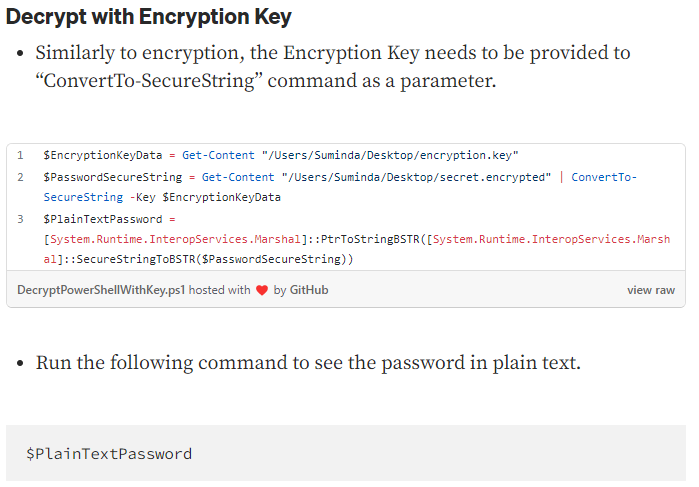 Decrypt with Encryption Key
• Similarly to encryption, the Encryption Key needs to be provided to
“ConvertTo-SecureString” command as a parameter.
1 $EncryptionKeyData = Get-Content "/Users/Suminda/Desktop/encryption.key"
2 $PasswordSecureString = Get-Content "/Users/Suminda/Desktop/secret.encrypted" | ConvertTo-
SecureString -Key $EncryptionKeyData
3 $PlainTextPassword =
[System.Runtime.InteropServices.Marshal]::PtrToStringBSTR([System.Runtime.InteropServices.Marsh
al]::SecureStringToBSTR($PasswordSecureString))
DecryptPowerShellWithKey.ps1 hosted with ❤ by GitHub view raw
• Run the following command to see the password in plain text.
$PlainTextPassword